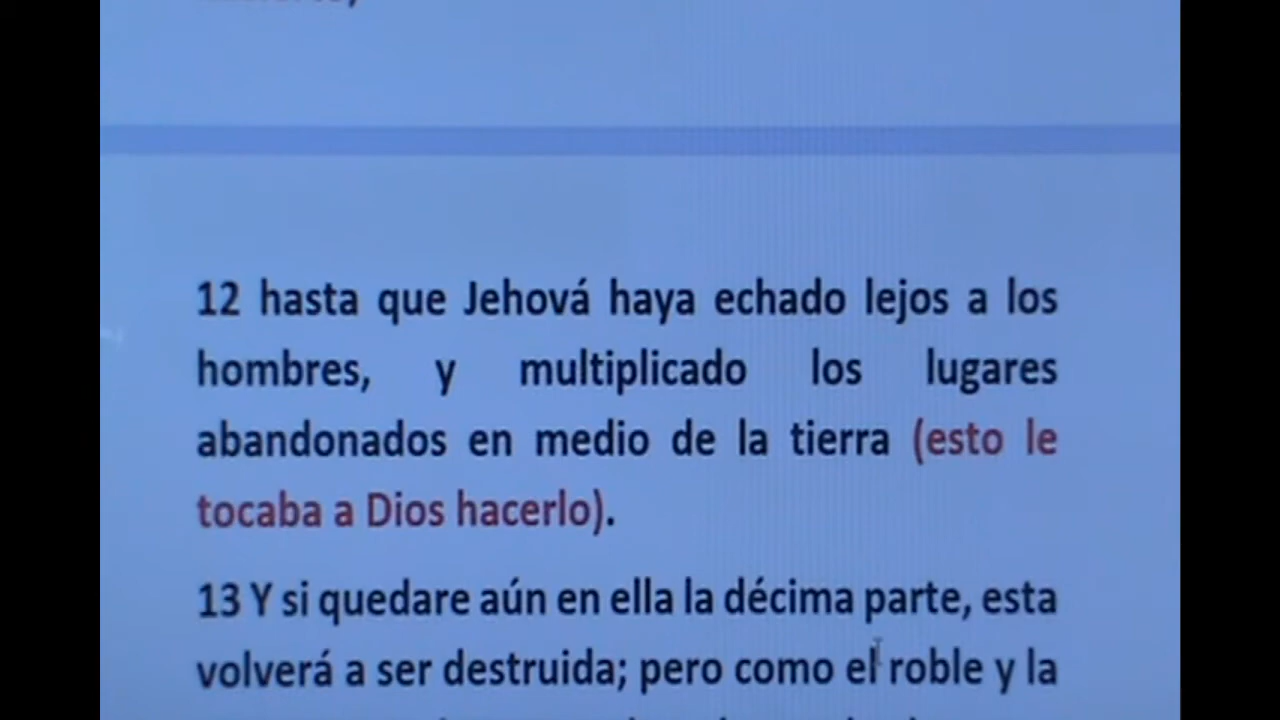 12 hasta que Jehová haya echado lejos a los
hombres, y multiplicado los lugares
abandonados en medio de la tierra (esto le
tocaba a Dios hacerlo).
13 Y si quedare aún en ella la décima parte, esta
volverá a ser destruida; pero como el roble y la